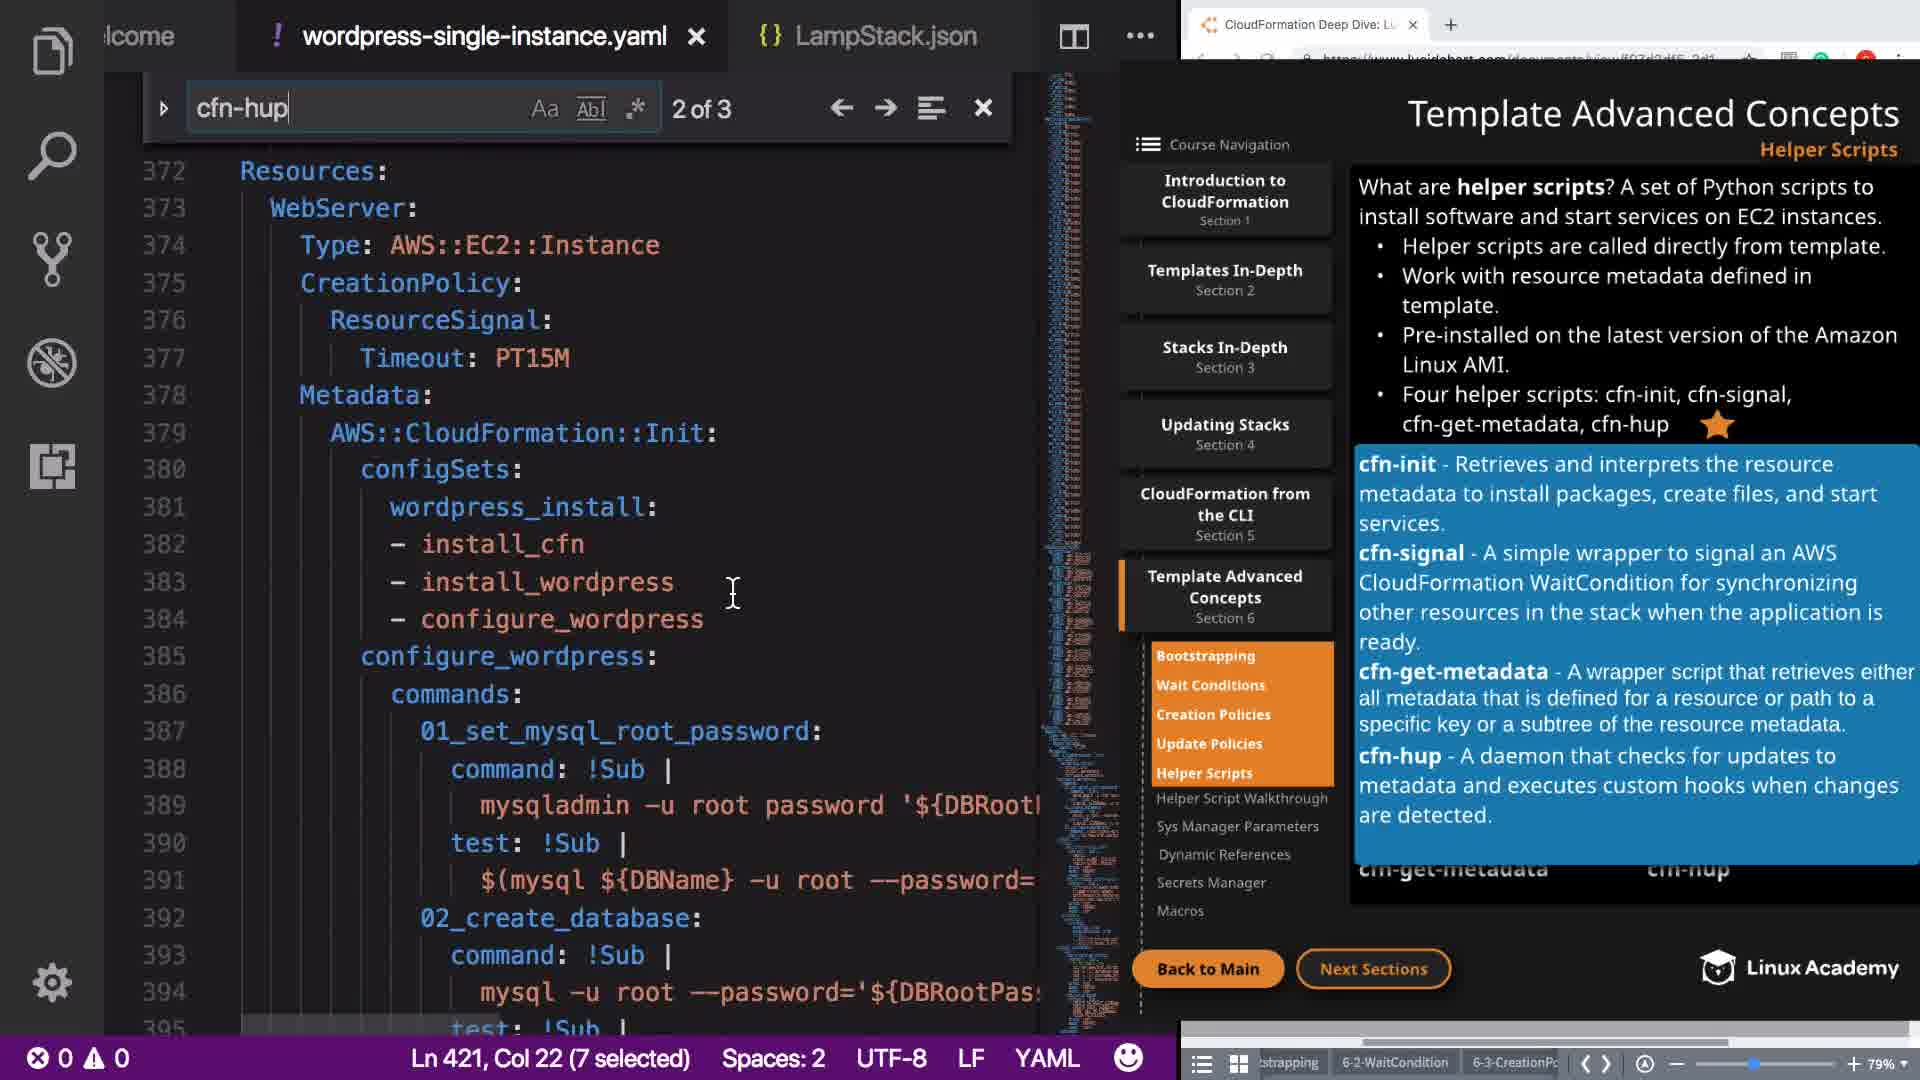 lcome
! wordpress-single-instance.yaml ×
{} LampStack.json
cfn-hup
Aa Abl .* 2 of 3
372 Resources:
373 WebServer:
374 Type: AWS::EC2::Instance
375 CreationPolicy:
376 ResourceSignal:
377 Timeout: PT15M
378 Metadata:
379 AWS::CloudFormation::Init:
380 configSets:
381 wordpress_install:
382 - install_cfn
383 - install_wordpress
384 - configure_wordpress
385 configure_wordpress:
386 commands:
387 01_set_mysql_root_password:
388 command: !Sub |
389 mysqladmin -u root password '${DBRoot
390 test: !Sub |
391 $(mysql ${DBName} -u root --password=
392 02_create_database:
393 command: !Sub |
394 mysql -u root --password='${DBRootPas
395 test: !Sub |
0 0
Ln 421, Col 22 (7 selected) Spaces: 2 UTF-8 LF YAML
CloudFormation Deep Dive: Lu
Template Advanced Concepts
Helper Scripts
Course Navigation
Introduction to
CloudFormation
Section 1
Templates In-Depth
Section 2
Stacks In-Depth
Section 3
Updating Stacks
Section 4
CloudFormation from
the CLI
Section 5
Template Advanced
Concepts
Section 6
Bootstrapping
Wait Conditions
Creation Policies
Update Policies
Helper Scripts
Helper Script Walkthrough
Sys Manager Parameters
Dynamic References
Secrets Manager
Macros
Back to Main
Next Sections
What are helper scripts? A set of Python scripts to
install software and start services on EC2 instances.
• Helper scripts are called directly from template.
• Work with resource metadata defined in
template.
• Pre-installed on the latest version of the Amazon
Linux AMI.
• Four helper scripts: cfn-init, cfn-signal,
cfn-get-metadata, cfn-hup
cfn-init - Retrieves and interprets the resource
metadata to install packages, create files, and start
services.
cfn-signal - A simple wrapper to signal an AWS
CloudFormation WaitCondition for synchronizing
other resources in the stack when the application is
ready.
cfn-get-metadata - A wrapper script that retrieves either
all metadata that is defined for a resource or path to a
specific key or a subtree of the resource metadata.
cfn-hup - A daemon that checks for updates to
metadata and executes custom hooks when changes
are detected.
cfn-get-metadata cfn-hup
Linux Academy
strapping 6-2-WaitCondition 6-3-CreationPo
79%